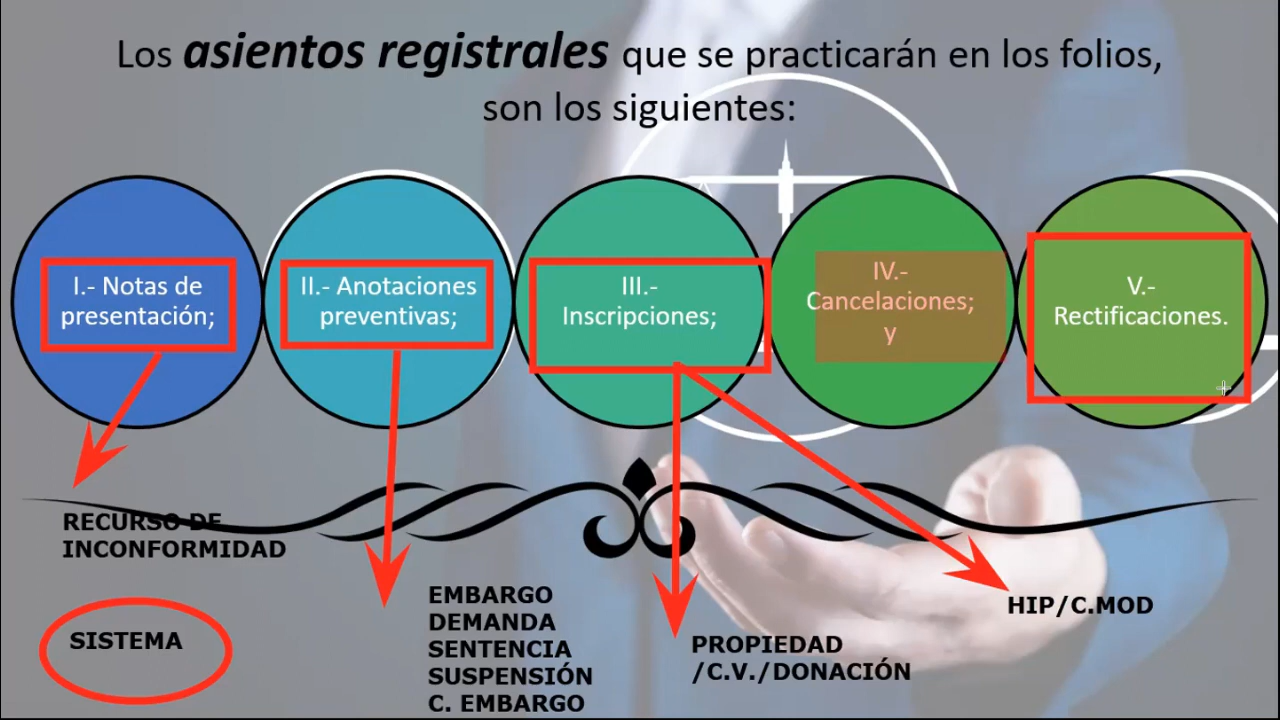 Los asientos registrales que se practicarán en los folios,
son los siguientes:
I.- Notas de
presentación;
II.- Anotaciones
preventivas;
III.-
Inscripciones;
IV.-
Cancelaciones;
y
V.-
Rectificaciones.
RECURSO DE
INCONFORMIDAD
SISTEMA
EMBARGO
DEMANDA
SENTENCIA
SUSPENSIÓN
C. EMBARGO
PROPIEDAD
/C.V./DONACIÓN
HIP/C.MOD